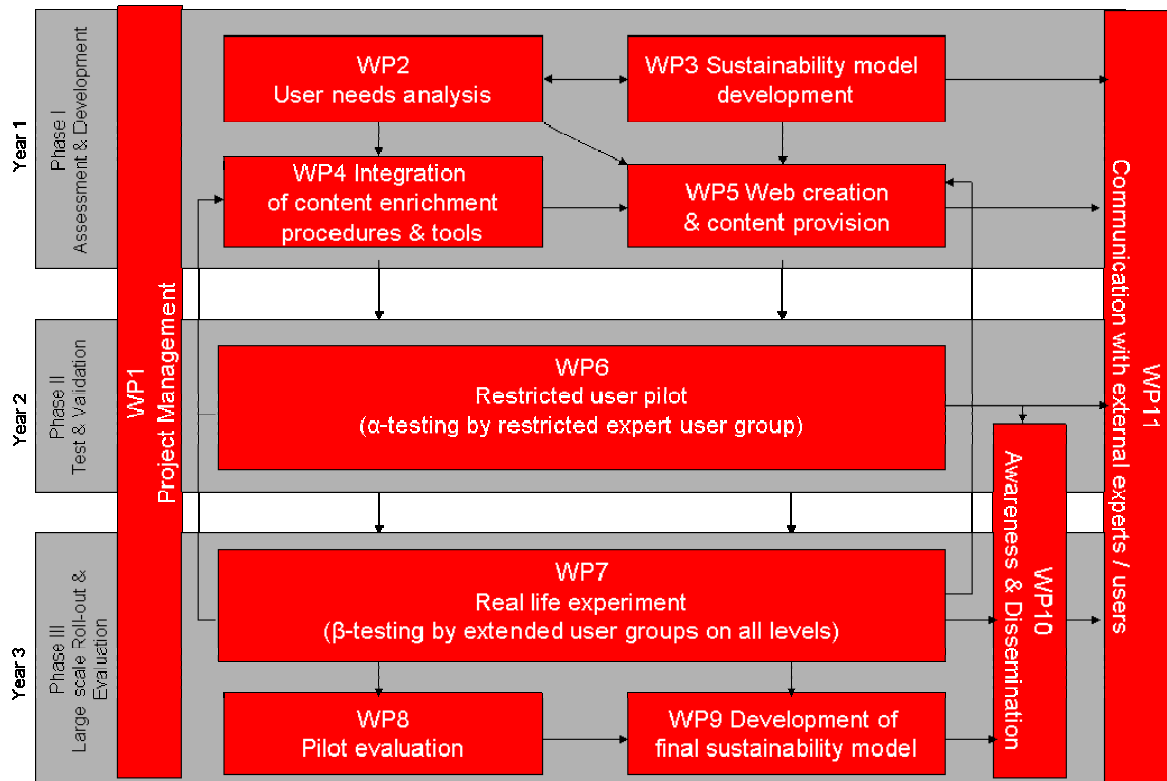 Year 1
Phase I
Assessment & Development
WP2
User needs analysis
WP3 Sustainability model
development
WP4 Integration
of content enrichment
procedures & tools
WP5 Web creation
& content provision
Year 2
Phase II
Test & Validation
WP6
Restricted user pilot
(α-testing by restricted expert user group)
Year 3
Phase III
Large scale Roll-out &
Evaluation
WP7
Real life experiment
(β-testing by extended user groups on all levels)
WP8
Pilot evaluation
WP9 Development of
final sustainability model
WP1
Project Management
WP10
Awareness & Dissemination
WP11
Communication with external experts / users